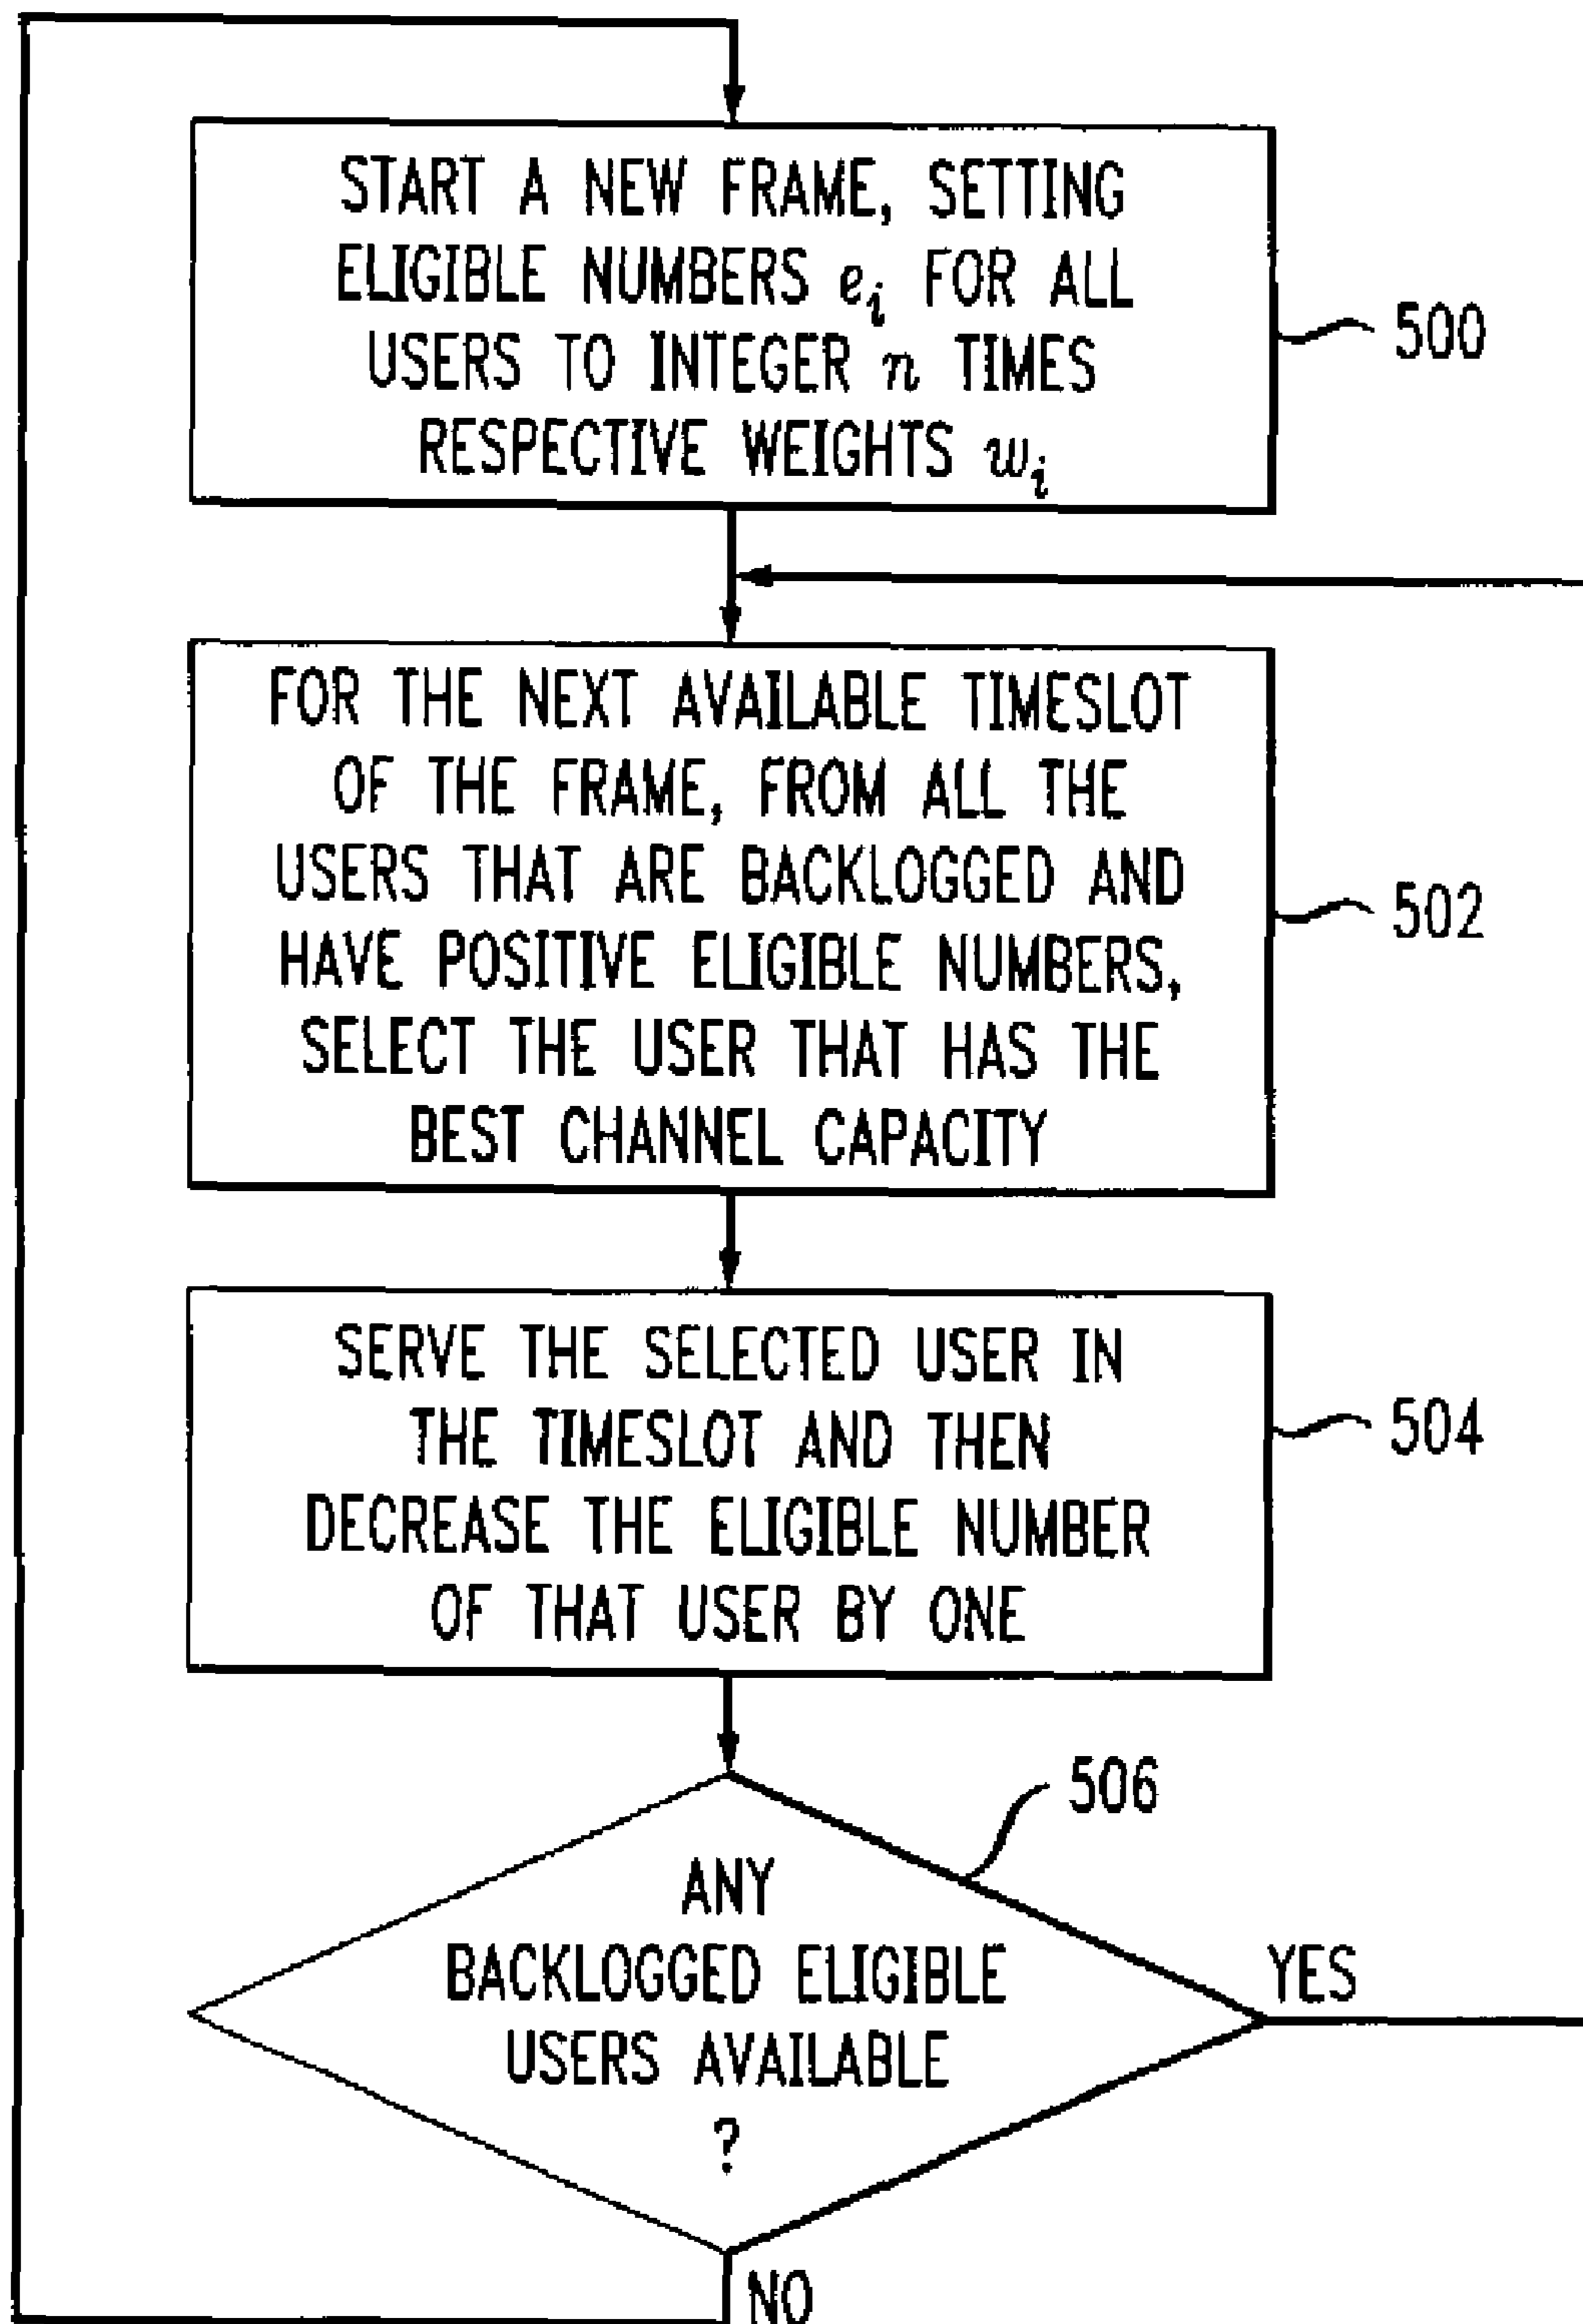 START A NEW FRAME, SETTING
ELIGIBLE NUMBERS e_i FOR ALL
USERS TO INTEGER n TIMES
RESPECTIVE WEIGHTS w_i
500
FOR THE NEXT AVAILABLE TIMESLOT
OF THE FRAME, FROM ALL THE
USERS THAT ARE BACKLOGGED AND
HAVE POSITIVE ELIGIBLE NUMBERS,
SELECT THE USER THAT HAS THE
BEST CHANNEL CAPACITY
502
SERVE THE SELECTED USER IN
THE TIMESLOT AND THEN
DECREASE THE ELIGIBLE NUMBER
OF THAT USER BY ONE
504
506
ANY
BACKLOGGED ELIGIBLE
USERS AVAILABLE
?
YES
NO